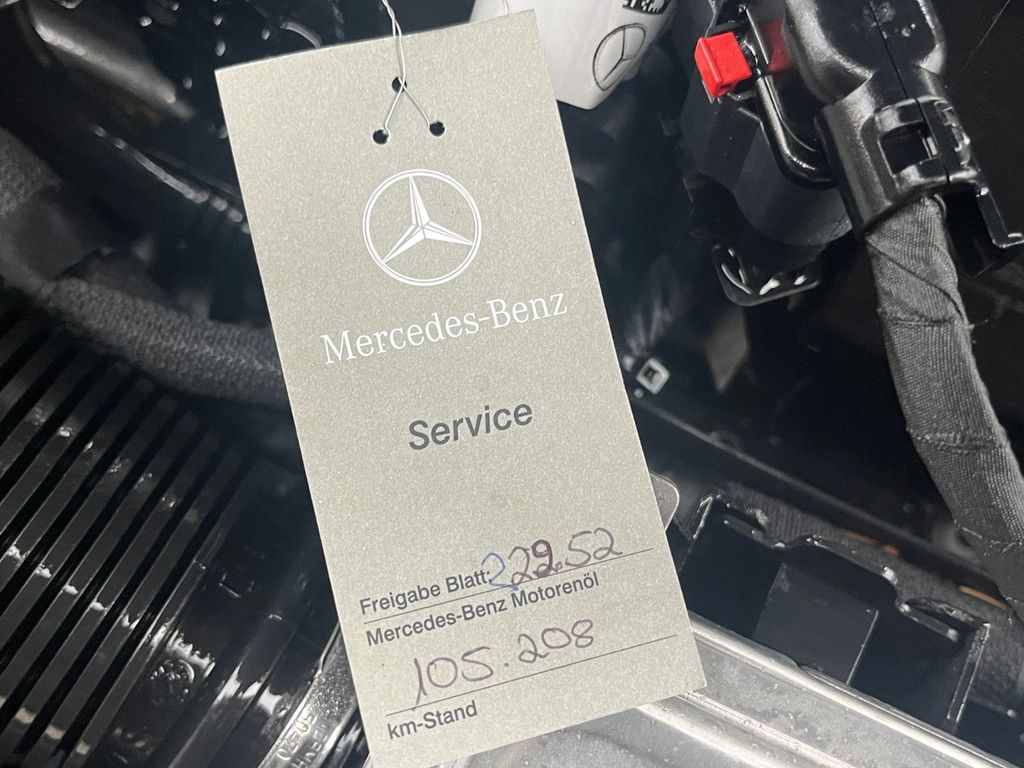 Mercedes-Benz
Service
Freigabe Blatt: 229.52
Mercedes-Benz Motorenöl
105.208
km-Stand